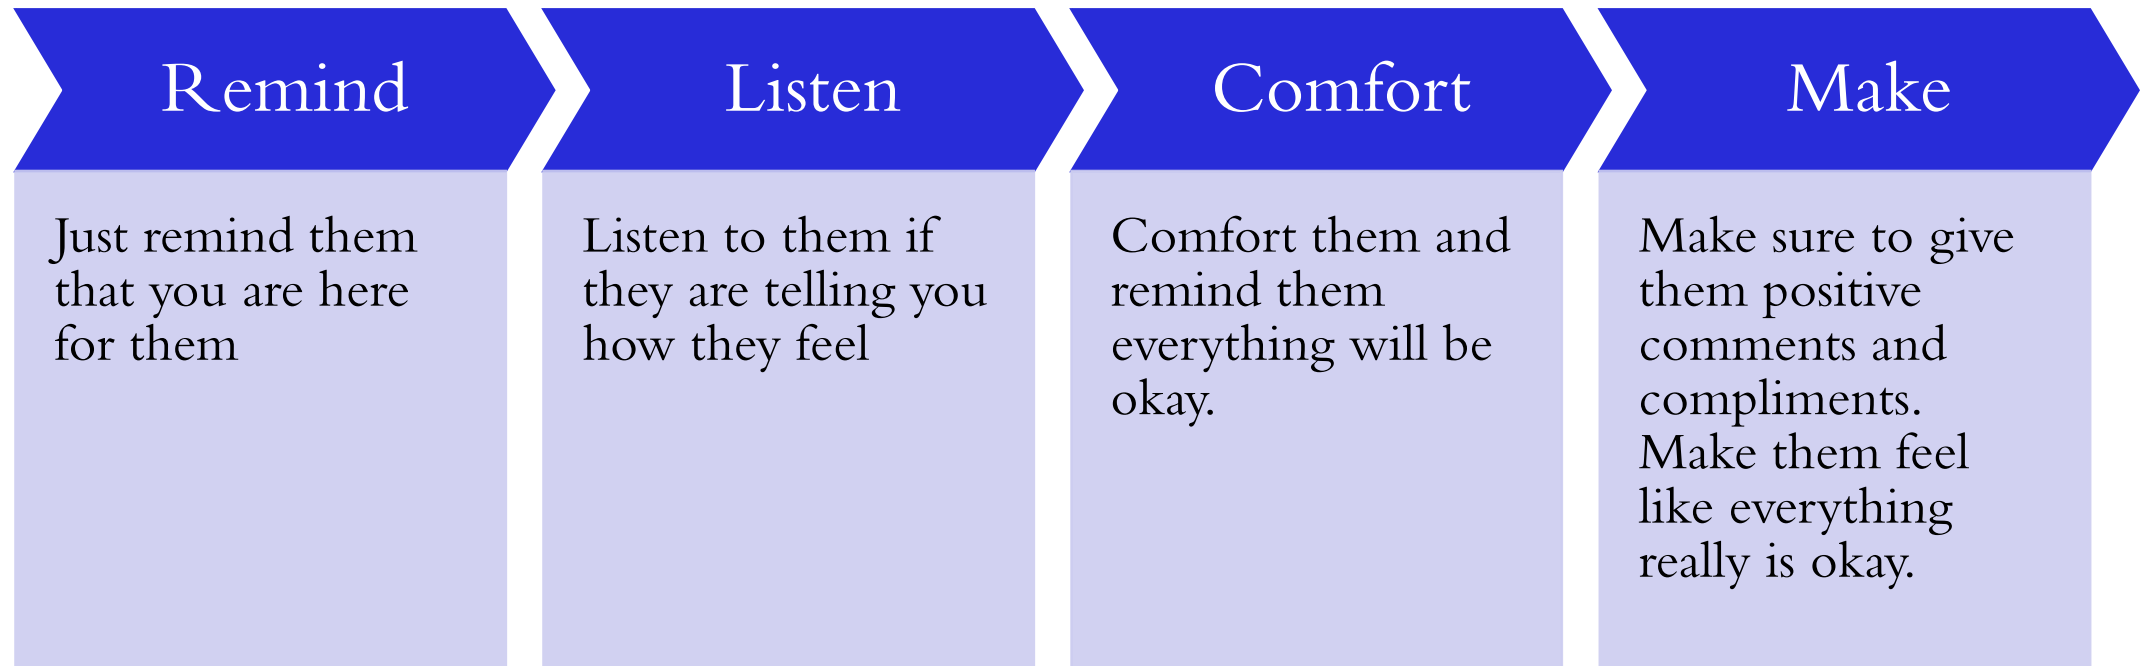 Remind
Just remind them
that you are here
for them
Listen
Listen to them if
they are telling you
how they feel
Comfort
Comfort them and
remind them
everything will be
okay.
Make
Make sure to give
them positive
comments and
compliments.
Make them feel
like everything
really is okay.